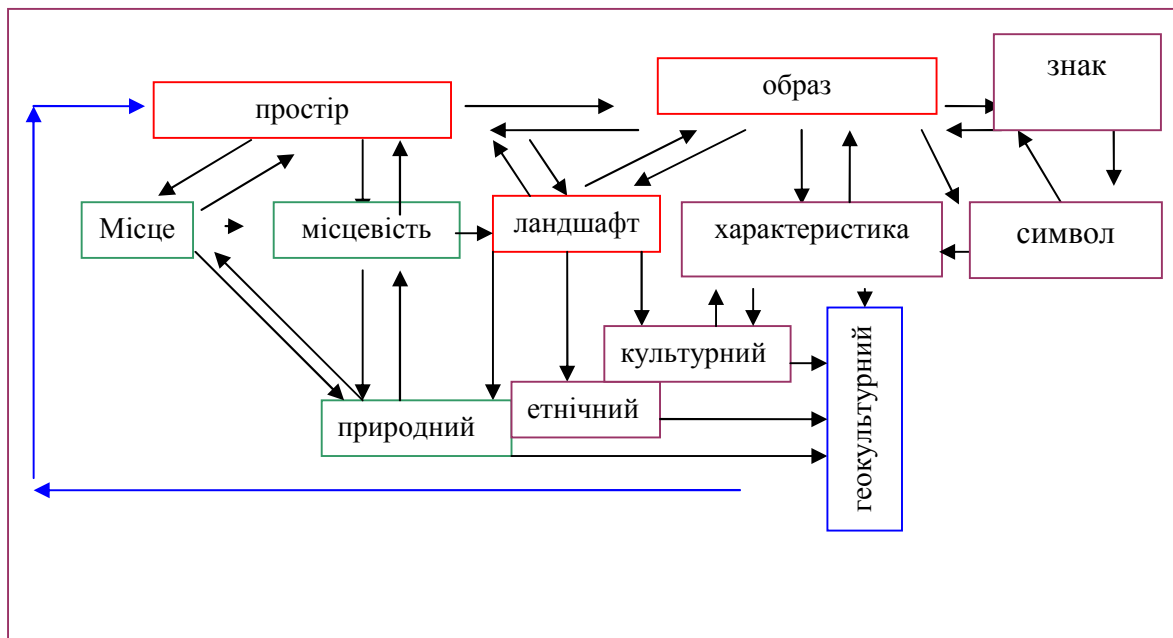 знак
образ
простір
Місце
місцевість
ландшафт
характеристика
символ
культурний
етнічний
природний
геокультурний